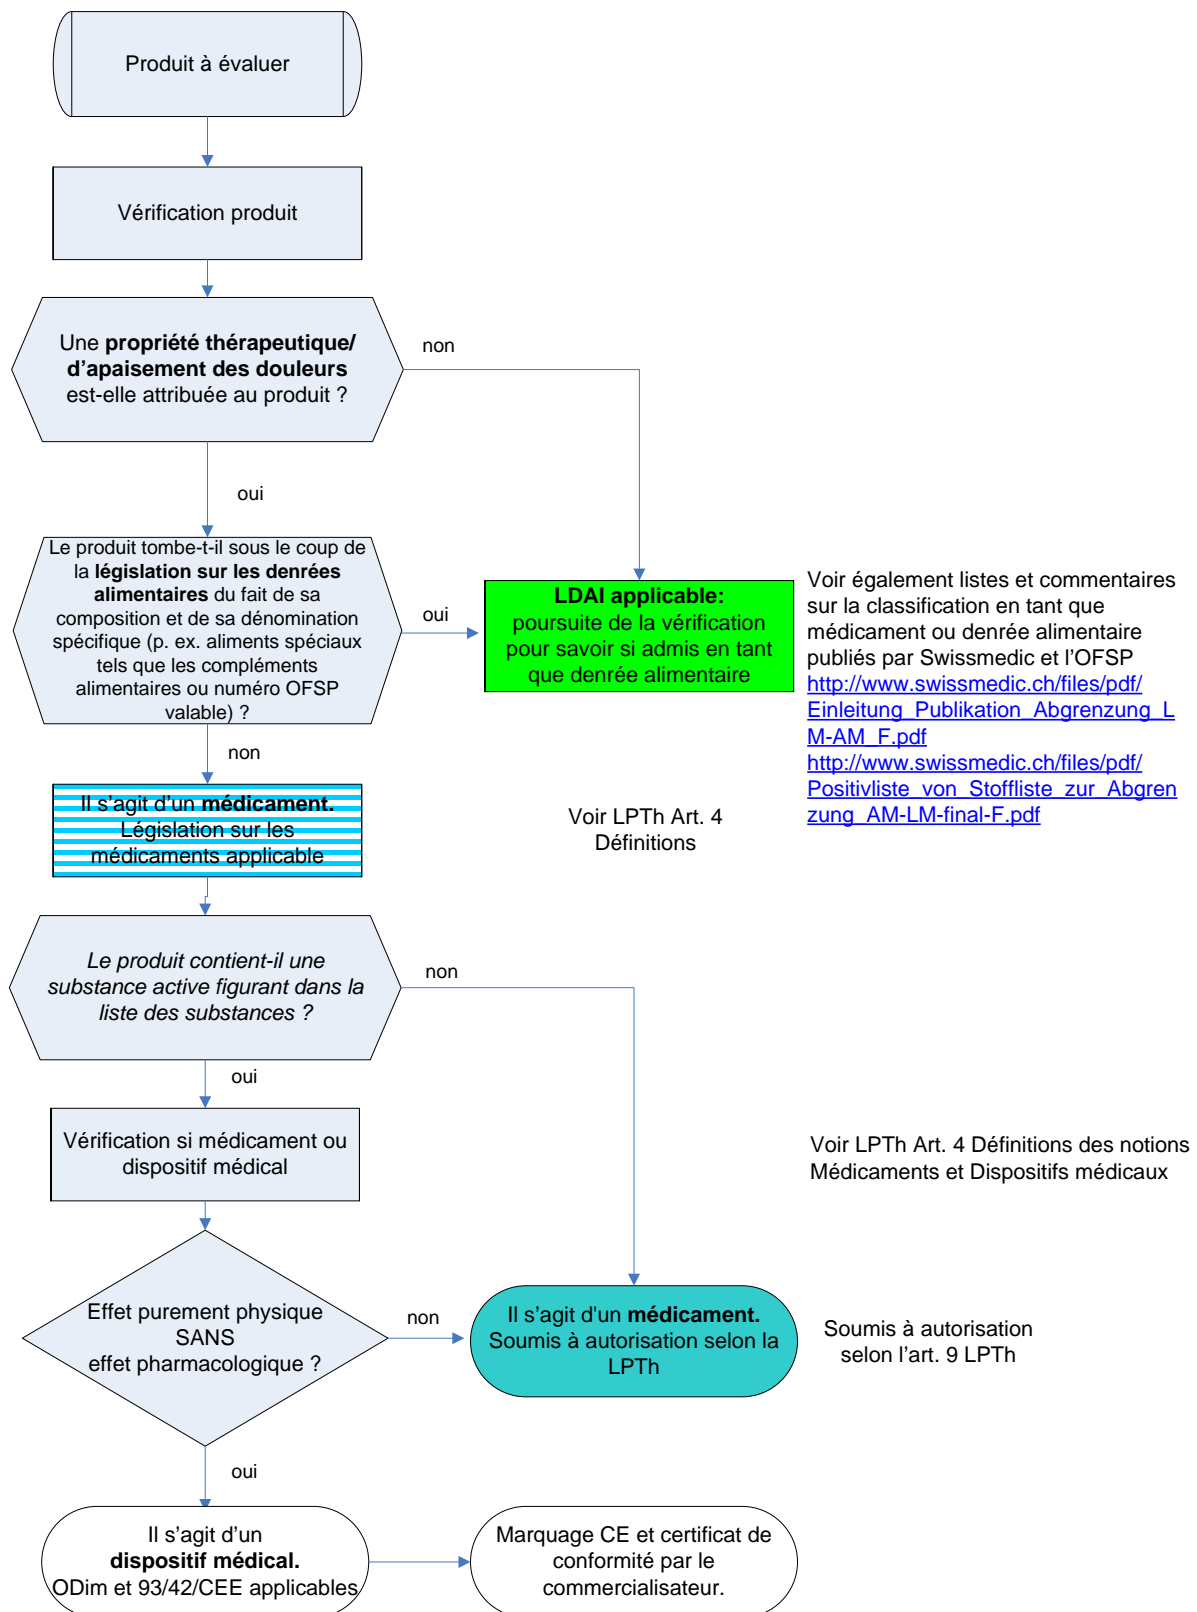 Produit à évaluer
Vérification produit
Une propriété thérapeutique/
d'apaisement des douleurs
est-elle attribuée au produit ?
non
oui
Le produit tombe-t-il sous le coup de
la législation sur les denrées
alimentaires du fait de sa
composition et de sa dénomination
spécifique (p. ex. aliments spéciaux
tels que les compléments
alimentaires ou numéro OFSP
valable) ?
oui
LDAI applicable:
poursuite de la vérification
pour savoir si admis en tant
que denrée alimentaire
Voir également listes et commentaires
sur la classification en tant que
médicament ou denrée alimentaire
publiés par Swissmedic et l'OFSP
http://www.swissmedic.ch/files/pdf/
Einleitung_Publikation_Abgrenzung_L
M-AM_F.pdf
http://www.swissmedic.ch/files/pdf/
Positivliste_von_Stoffliste_zur_Abgren
zung_AM-LM-final-F.pdf
non
Il s'agit d'un médicament.
Législation sur les
médicaments applicable
Voir LPTh Art. 4
Définitions
Le produit contient-il une
substance active figurant dans la
liste des substances ?
non
oui
Vérification si médicament ou
dispositif médical
Voir LPTh Art. 4 Définitions des notions
Médicaments et Dispositifs médicaux
Effet purement physique
SANS
effet pharmacologique ?
non
Il s'agit d'un médicament.
Soumis à autorisation selon la
LPTh
Soumis à autorisation
selon l'art. 9 LPTh
oui
Il s'agit d'un
dispositif médical.
ODim et 93/42/CEE applicables
Marquage CE et certificat de
conformité par le
commercialisateur.